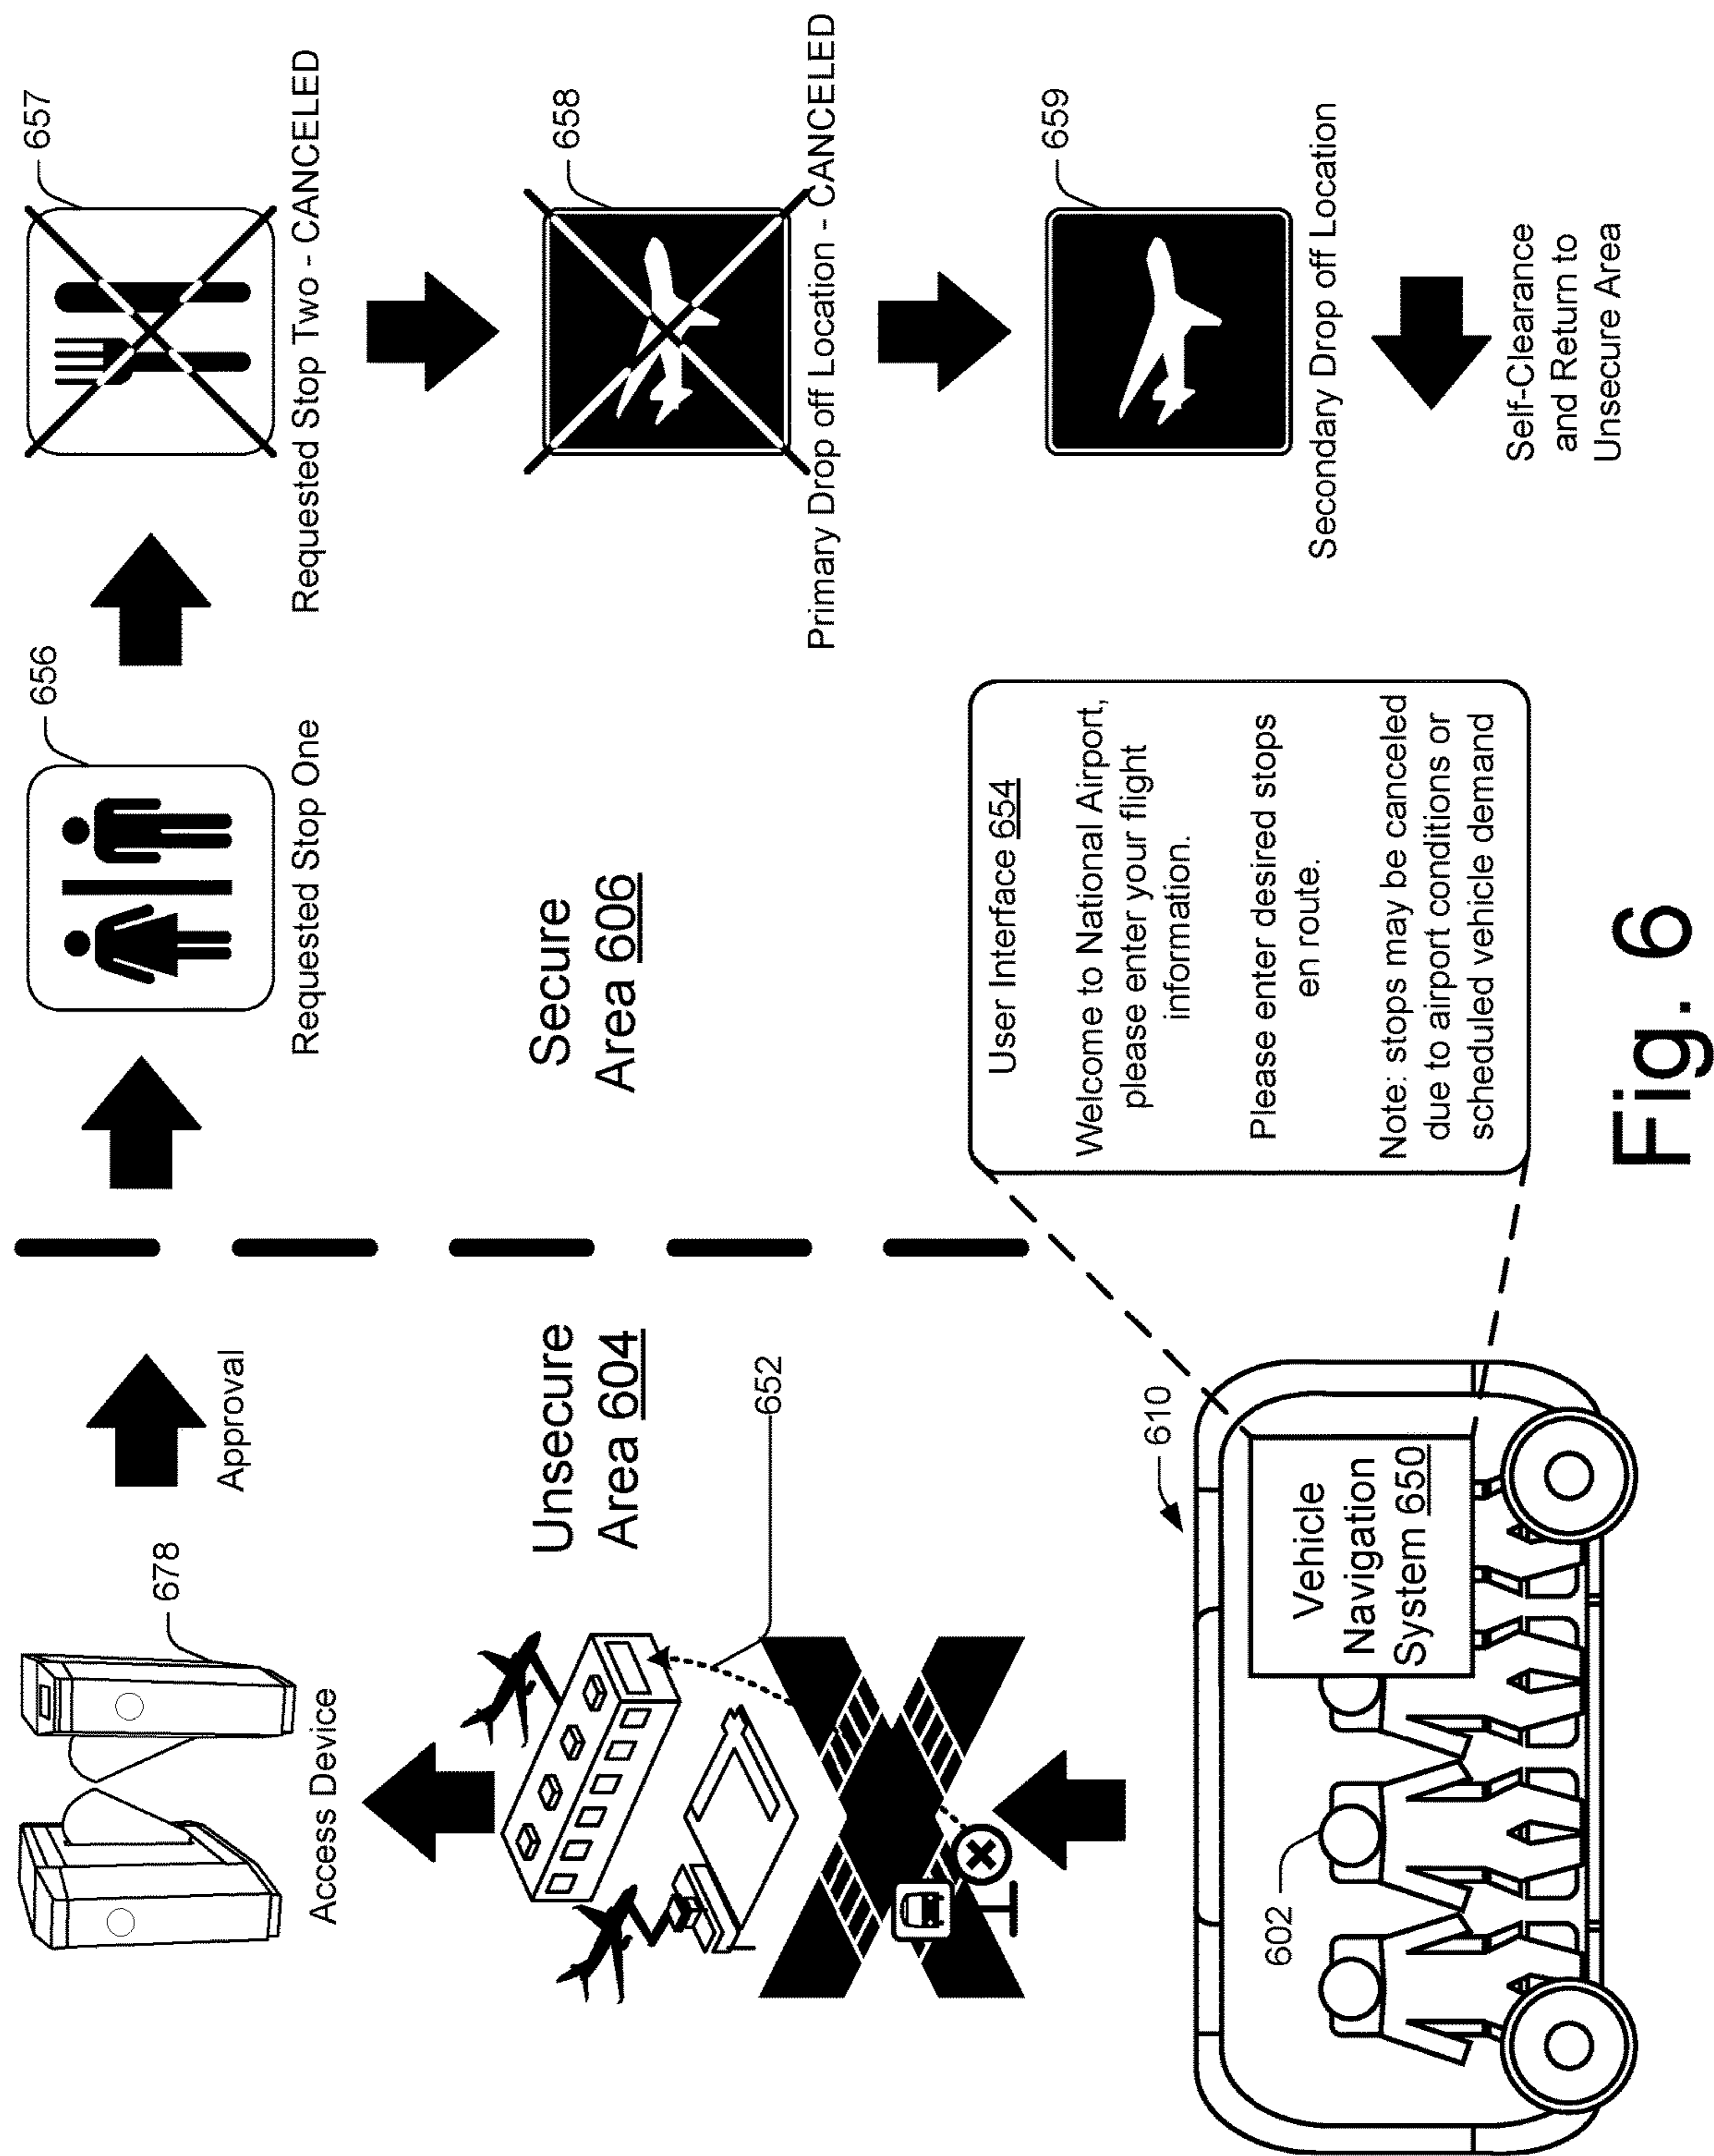 678
Access Device
Approval
656
Requested Stop One
657
Requested Stop Two - CANCELED
Unsecure
Area 604
652
Secure
Area 606
658
Primary Drop off Location - CANCELED
610
602
Vehicle
Navigation
System 650
User Interface 654
Welcome to National Airport,
please enter your flight
information.
Please enter desired stops
en route.
Note: stops may be canceled
due to airport conditions or
scheduled vehicle demand
659
Secondary Drop off Location
Self-Clearance
and Return to
Unsecure Area
Fig. 6